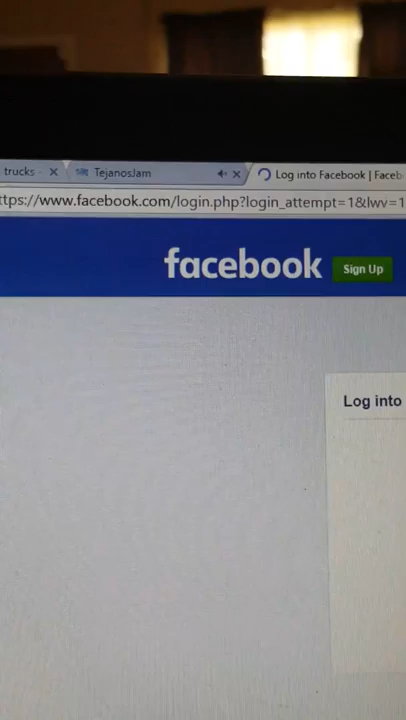 trucks
TejanosJam
Log into Facebook | Faceb
ttps://www.facebook.com/login.php?login_attempt=1&lwv=1
facebook
Sign Up
Log into